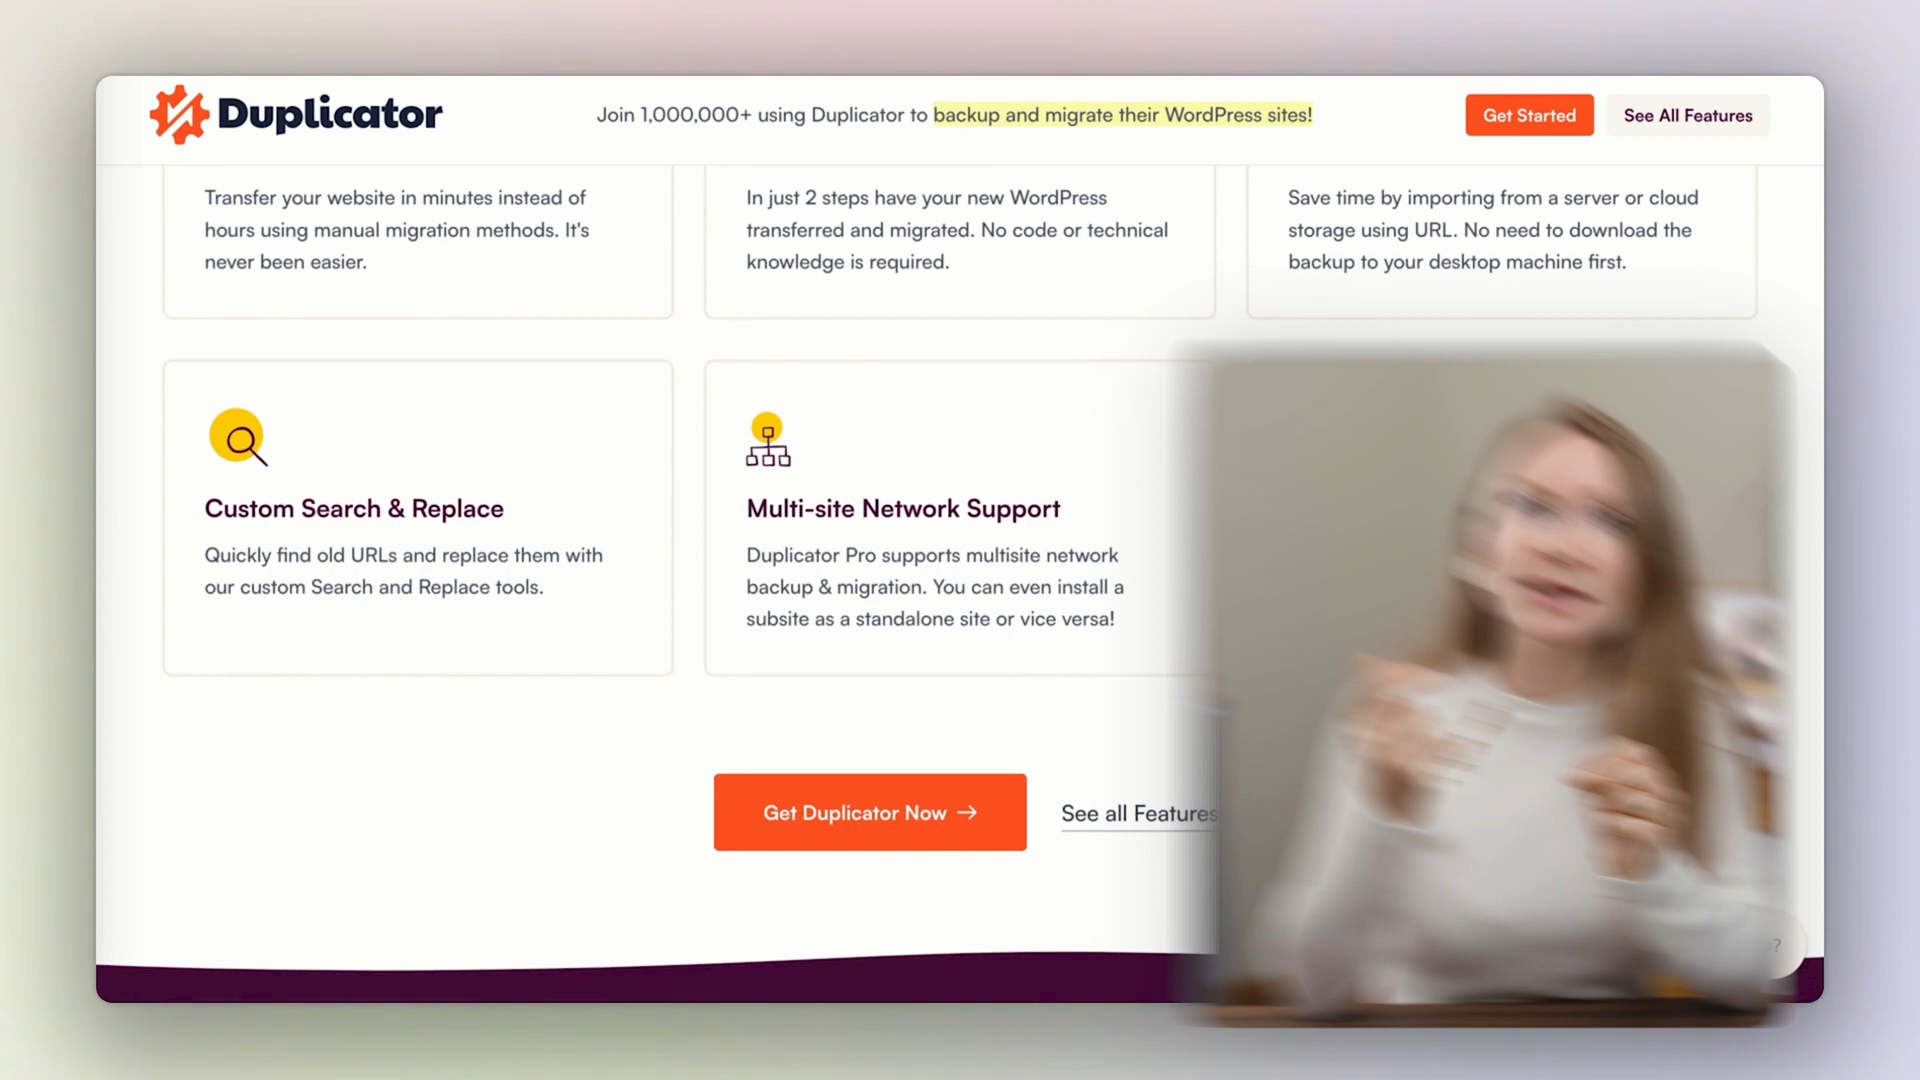 Duplicator
Join 1,000,000+ using Duplicator to backup and migrate their WordPress sites!
Get Started
See All Features
Transfer your website in minutes instead of
hours using manual migration methods. It's
never been easier.
In just 2 steps have your new WordPress
transferred and migrated. No code or technical
knowledge is required.
Save time by importing from a server or cloud
storage using URL. No need to download the
backup to your desktop machine first.
Custom Search & Replace
Quickly find old URLs and replace them with
our custom Search and Replace tools.
Multi-site Network Support
Duplicator Pro supports multisite network
backup & migration. You can even install a
subsite as a standalone site or vice versa!
Get Duplicator Now →
See all Features